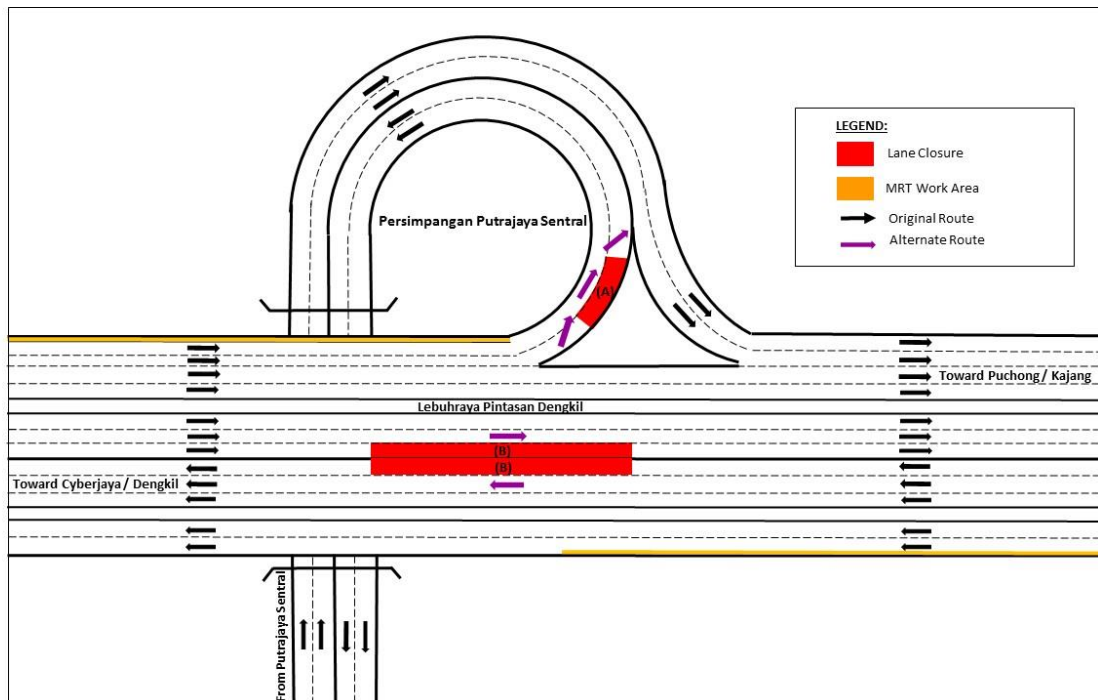 LEGEND:
Lane Closure
MRT Work Area
Original Route
Alternate Route
Persimpangan Putrajaya Sentral
(A)
Toward Puchong / Kajang
Lebuhraya Pintasan Dengkil
(B)
(B)
Toward Cyberjaya / Dengkil
From Putrajaya Sentral